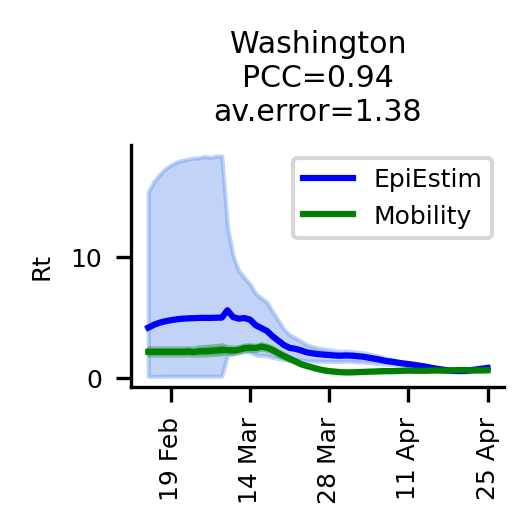 Washington
PCC=0.94
av.error=1.38
EpiEstim
Mobility
Rt
10
0
19 Feb
14 Mar
28 Mar
11 Apr
25 Apr